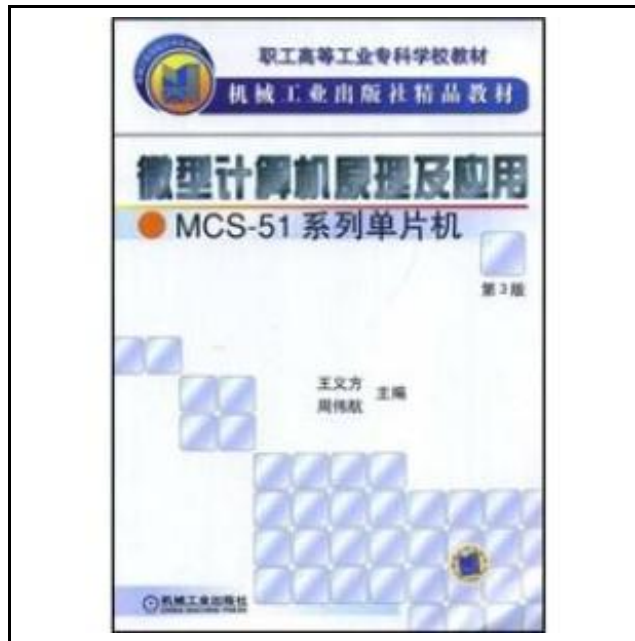 职工高等工业专科学校教材
机械工业出版社精品教材
微型计算机原理及应用
MCS-51 系列单片机
第3版
王义方
周伟航
主编
机械工业出版社